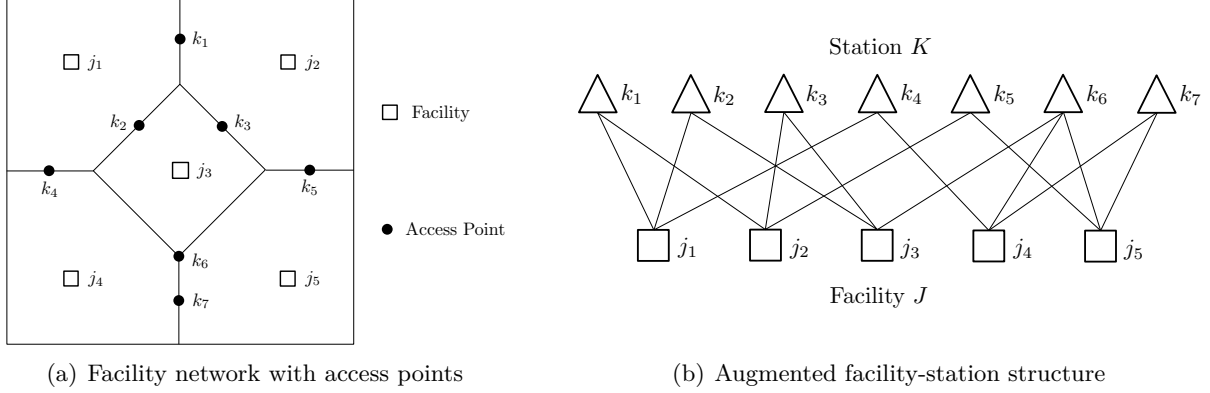 k₁
j₁
j₂
k₂
k₃
j₃
k₄
k₅
k₆
j₄
j₅
k₇
Facility
Access Point
(a) Facility network with access points
Station K
k₁ k₂ k₃ k₄ k₅ k₆ k₇
j₁ j₂ j₃ j₄ j₅
Facility J
(b) Augmented facility-station structure